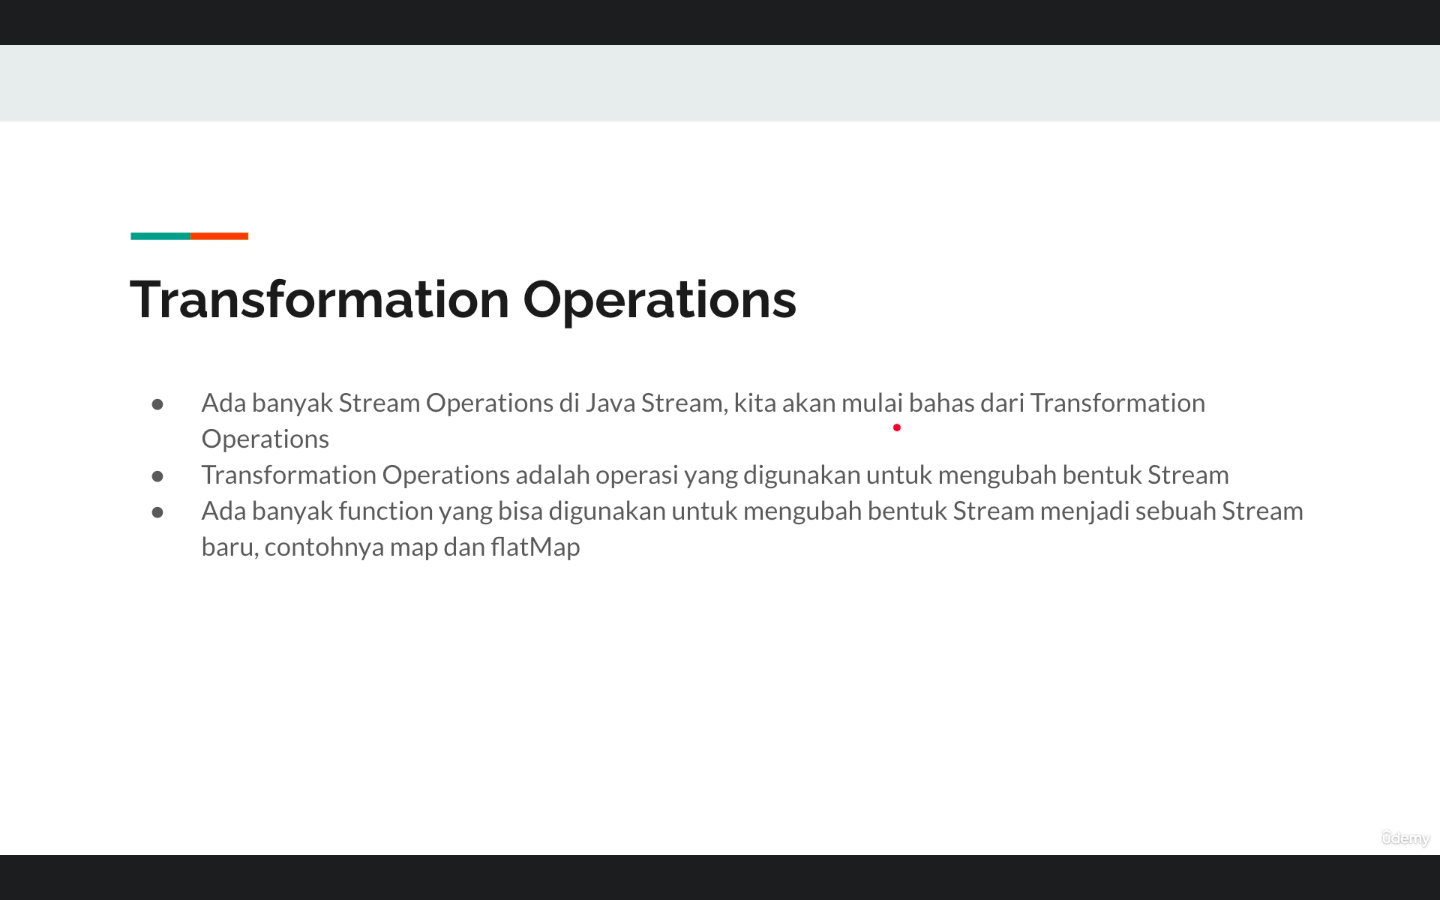 Transformation Operations
● Ada banyak Stream Operations di Java Stream, kita akan mulai bahas dari Transformation
Operations
● Transformation Operations adalah operasi yang digunakan untuk mengubah bentuk Stream
● Ada banyak function yang bisa digunakan untuk mengubah bentuk Stream menjadi sebuah Stream
baru, contohnya map dan flatMap
ûdemy